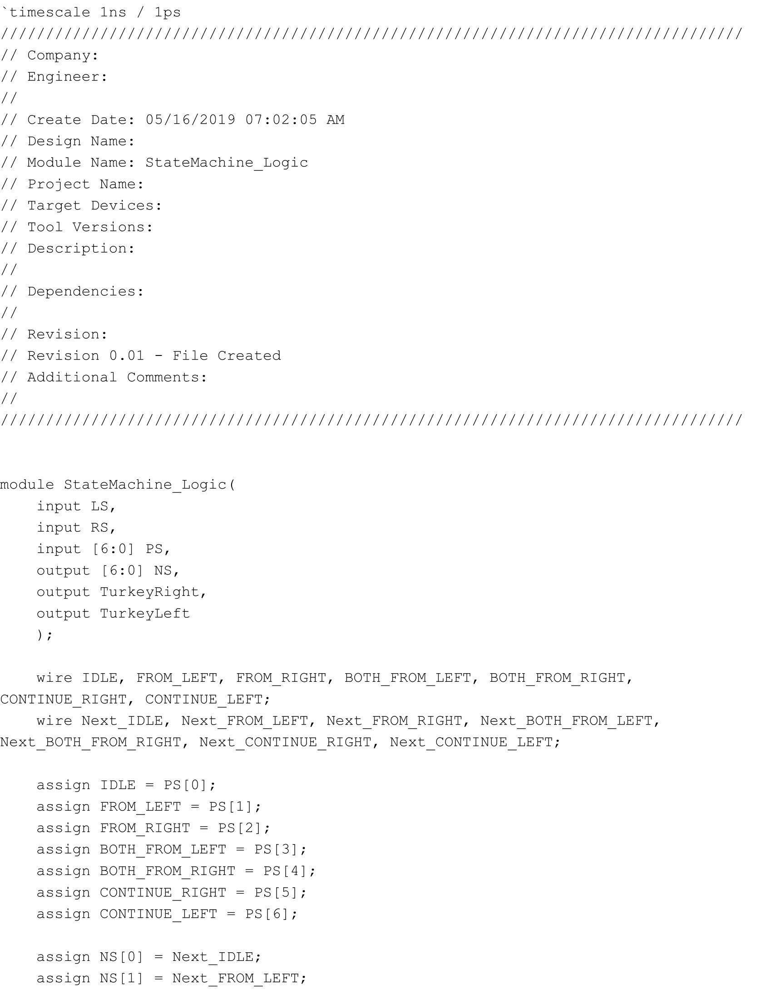 `timescale 1ns / 1ps
//////////////////////////////////////////////////////////////////////////////////
// Company:
// Engineer:
//
// Create Date: 05/16/2019 07:02:05 AM
// Design Name:
// Module Name: StateMachine_Logic
// Project Name:
// Target Devices:
// Tool Versions:
// Description:
//
// Dependencies:
//
// Revision:
// Revision 0.01 - File Created
// Additional Comments:
//
//////////////////////////////////////////////////////////////////////////////////
module StateMachine_Logic(
    input LS,
    input RS,
    input [6:0] PS,
    output [6:0] NS,
    output TurkeyRight,
    output TurkeyLeft
    );
    wire IDLE, FROM_LEFT, FROM_RIGHT, BOTH_FROM_LEFT, BOTH_FROM_RIGHT,
CONTINUE_RIGHT, CONTINUE_LEFT;
    wire Next_IDLE, Next_FROM_LEFT, Next_FROM_RIGHT, Next_BOTH_FROM_LEFT,
Next_BOTH_FROM_RIGHT, Next_CONTINUE_RIGHT, Next_CONTINUE_LEFT;
    assign IDLE = PS[0];
    assign FROM_LEFT = PS[1];
    assign FROM_RIGHT = PS[2];
    assign BOTH_FROM_LEFT = PS[3];
    assign BOTH_FROM_RIGHT = PS[4];
    assign CONTINUE_RIGHT = PS[5];
    assign CONTINUE_LEFT = PS[6];
    assign NS[0] = Next_IDLE;
    assign NS[1] = Next_FROM_LEFT;